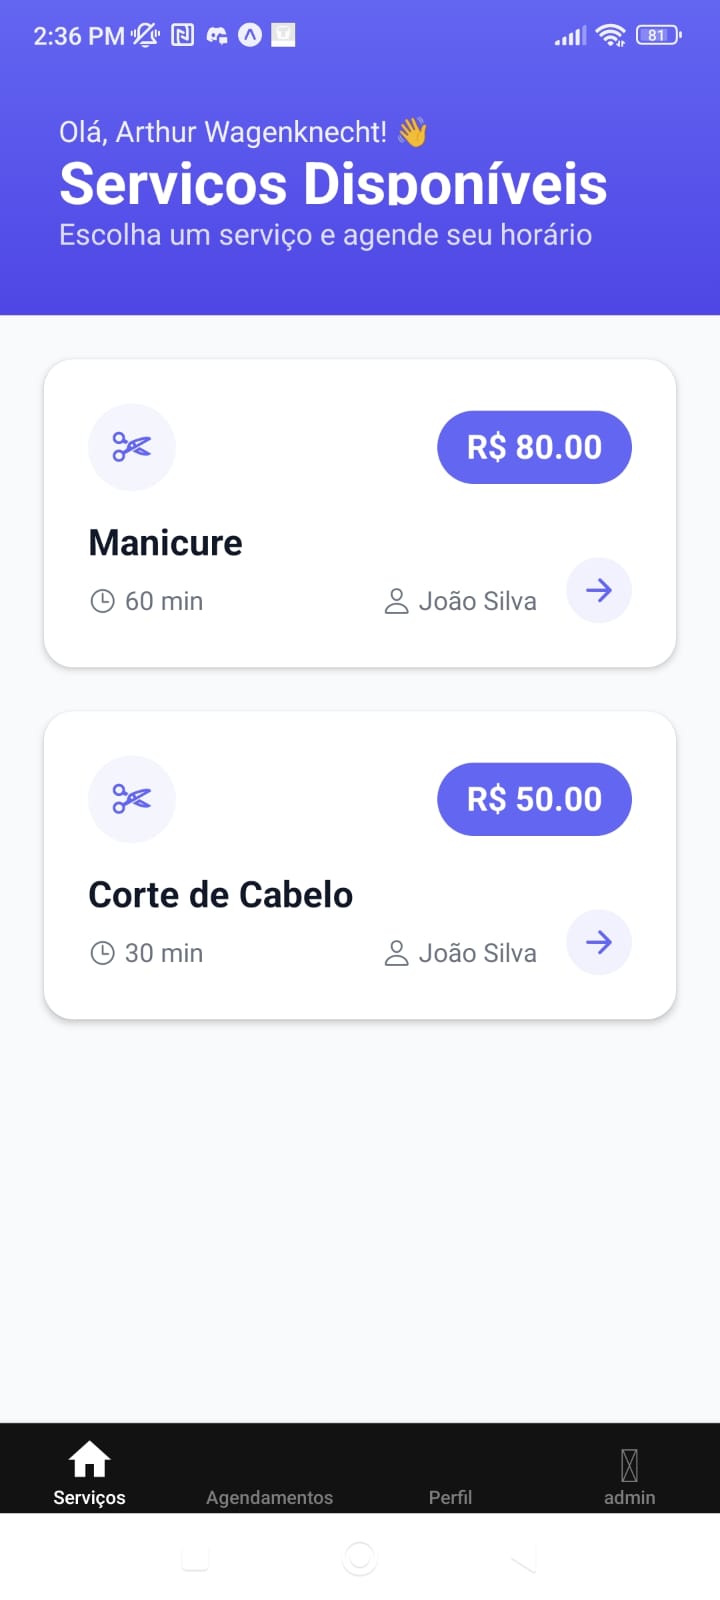 2:36 PM
81
Olá, Arthur Wagenknecht! 👋
Serviços Disponíveis
Escolha um serviço e agende seu horário
R$ 80.00
Manicure
60 min
João Silva
R$ 50.00
Corte de Cabelo
30 min
João Silva
Serviços
Agendamentos
Perfil
admin